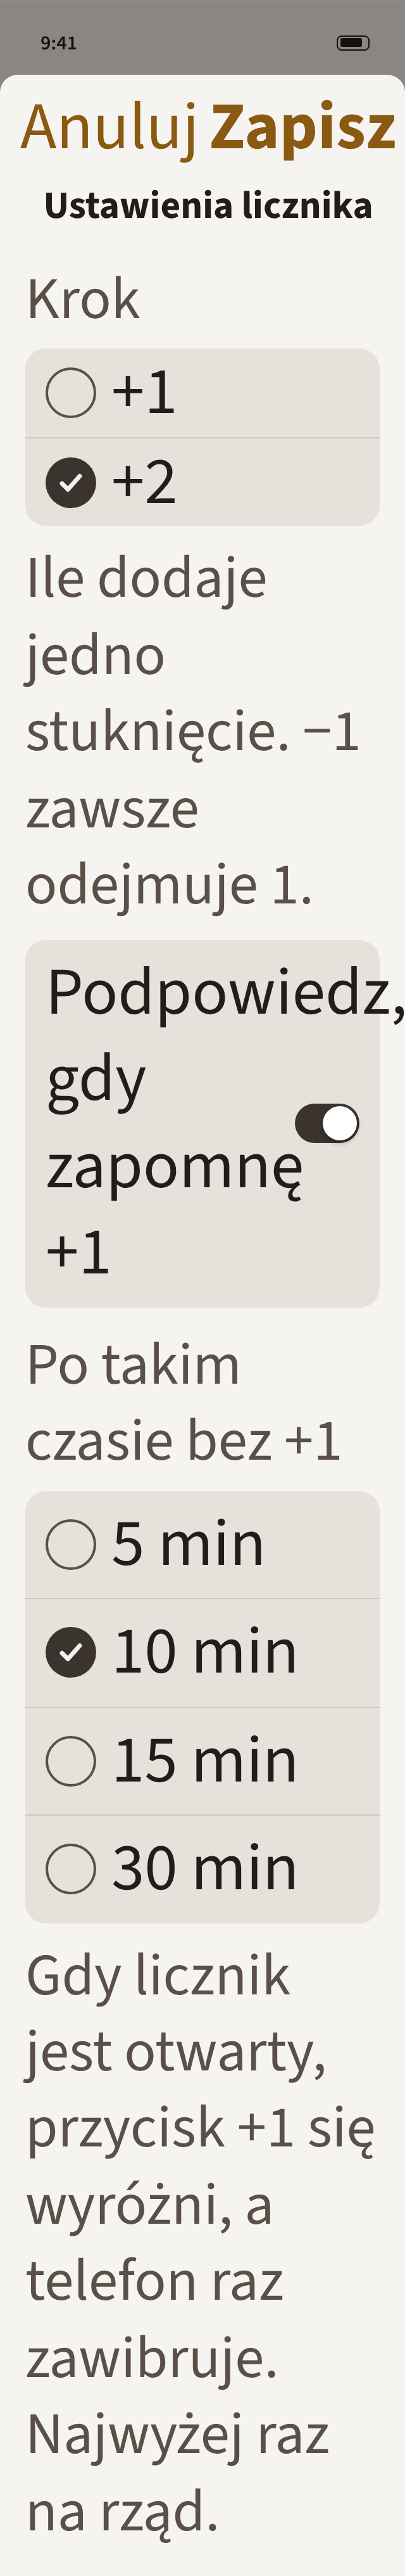 9:41
Anuluj Zapisz
Ustawienia licznika
Krok
+1
+2
Ile dodaje
jedno
stuknięcie. −1
zawsze
odejmuje 1.
Podpowiedz,
gdy
zapomnę
+1
Po takim
czasie bez +1
5 min
10 min
15 min
30 min
Gdy licznik
jest otwarty,
przycisk +1 się
wyróżni, a
telefon raz
zawibruje.
Najwyżej raz
na rząd.